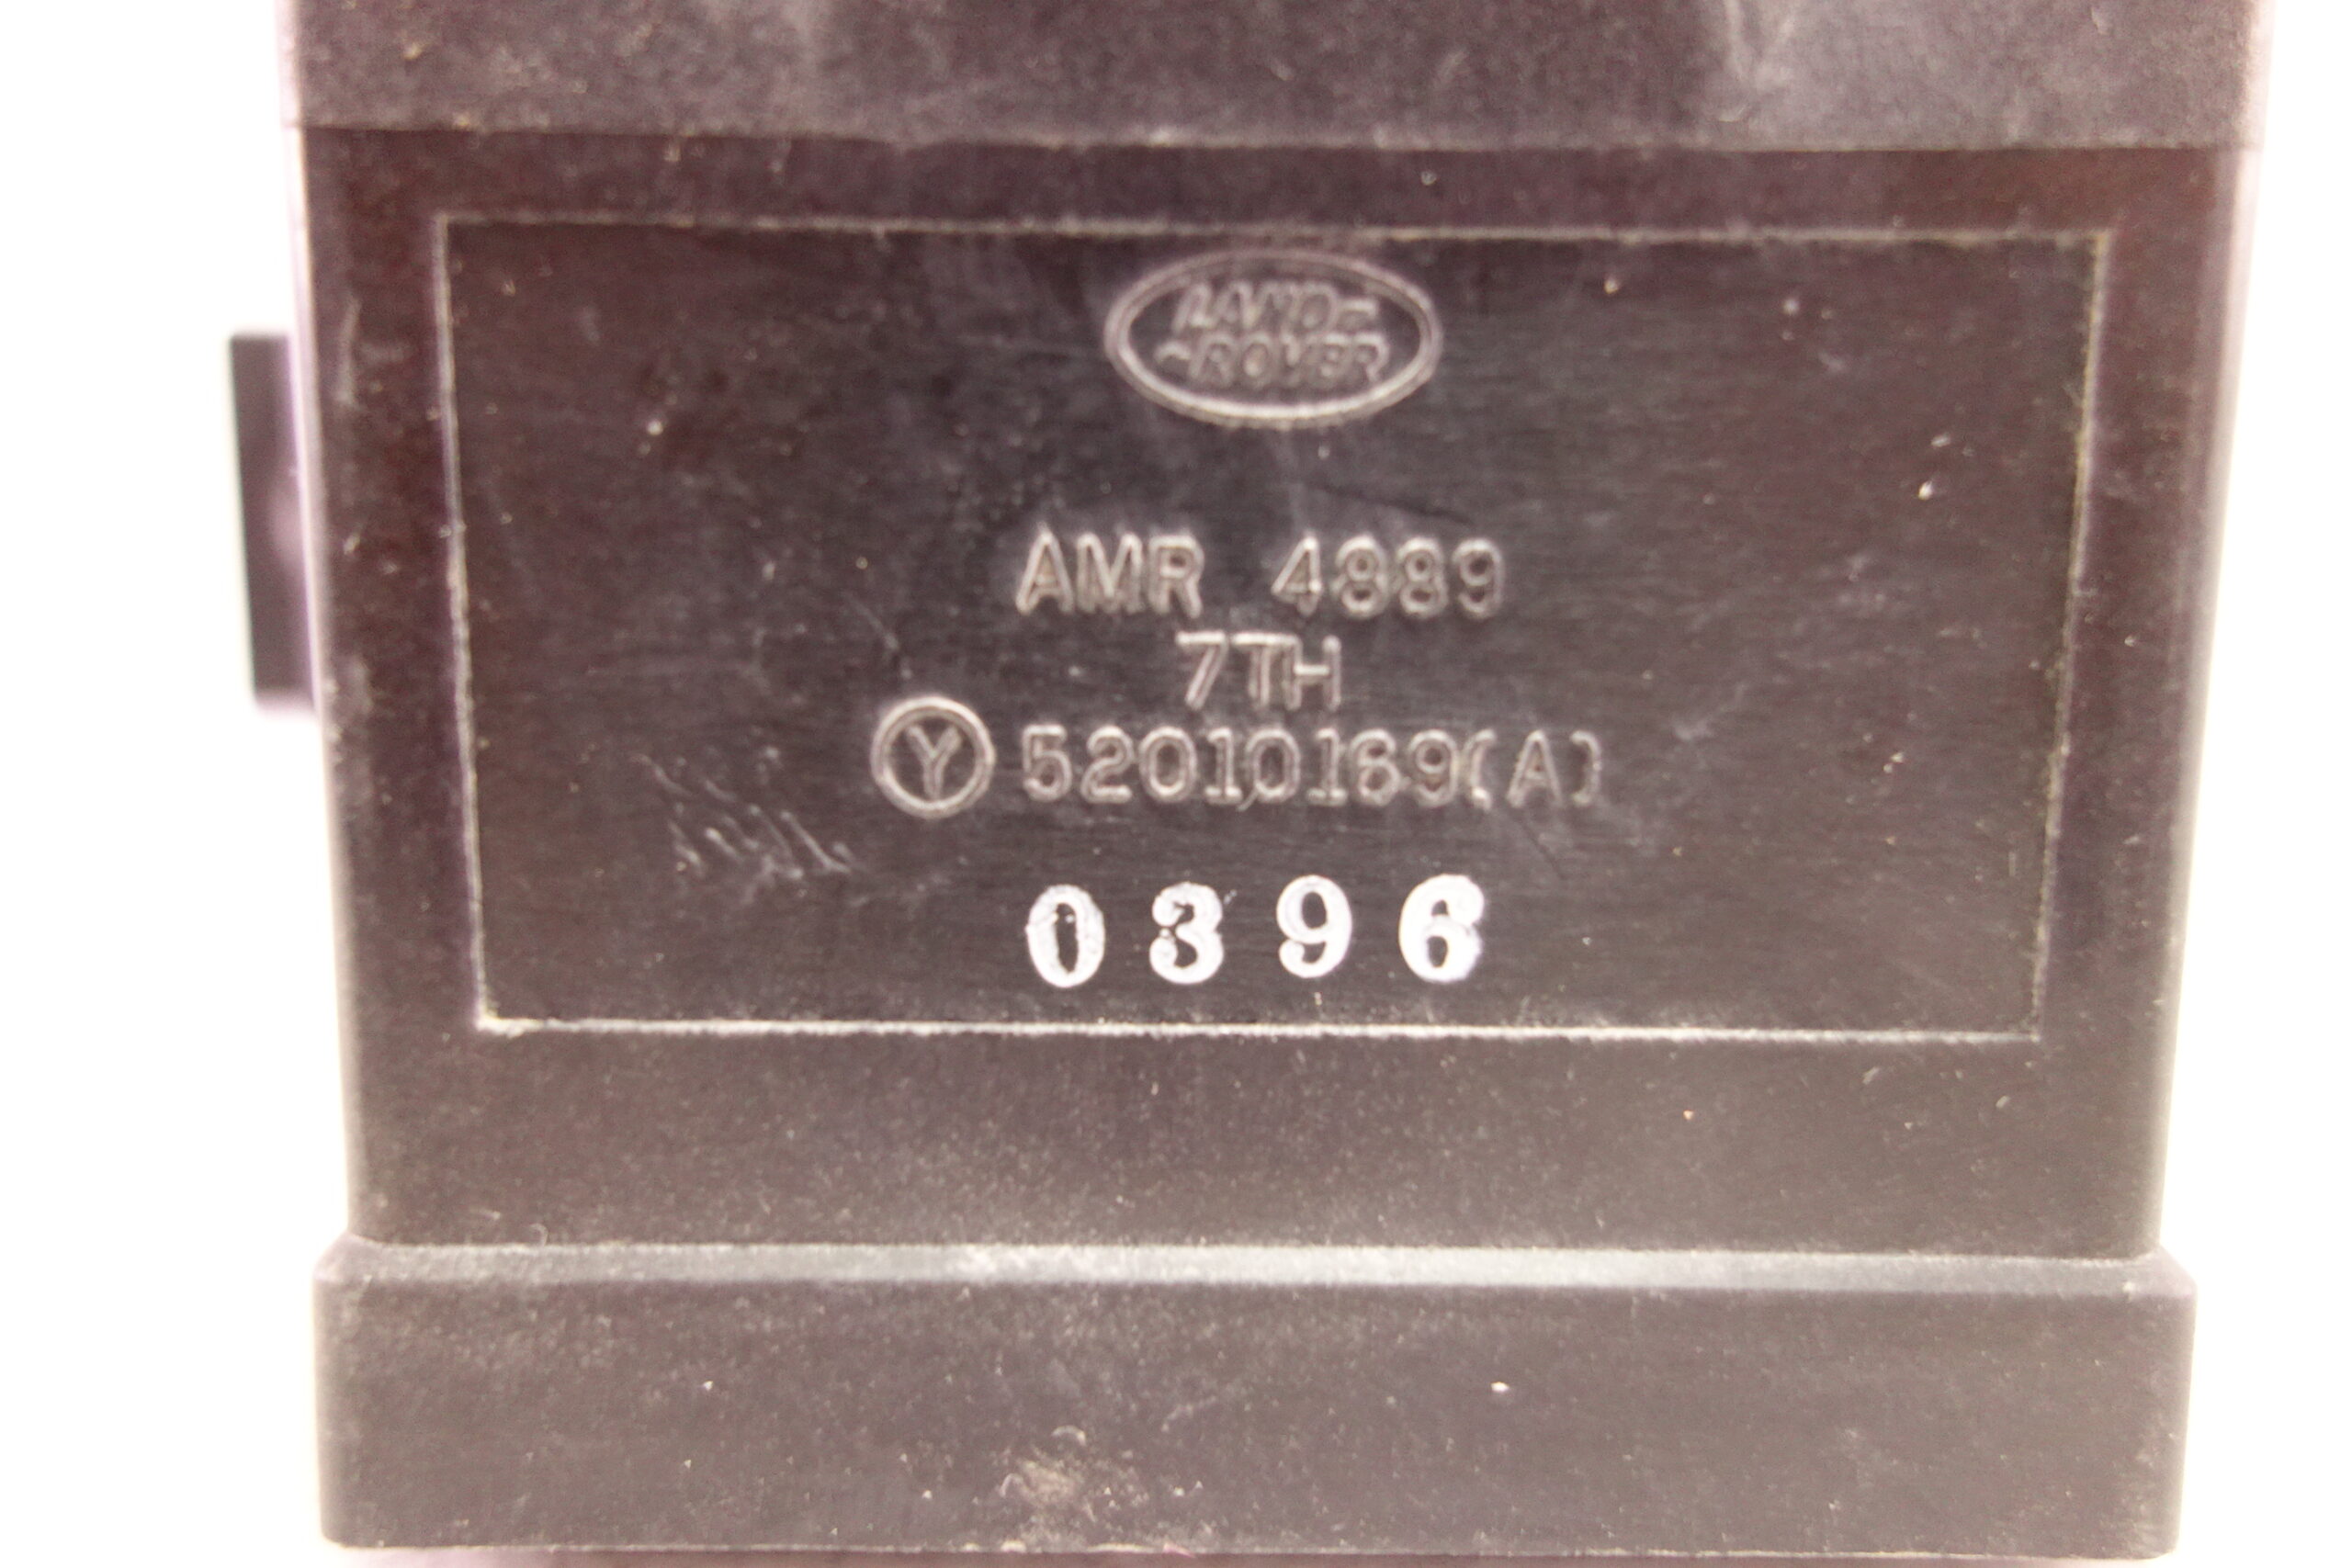 LAND-
-ROVER
AMR 4889
7TH
Y 52010169(A)
0396